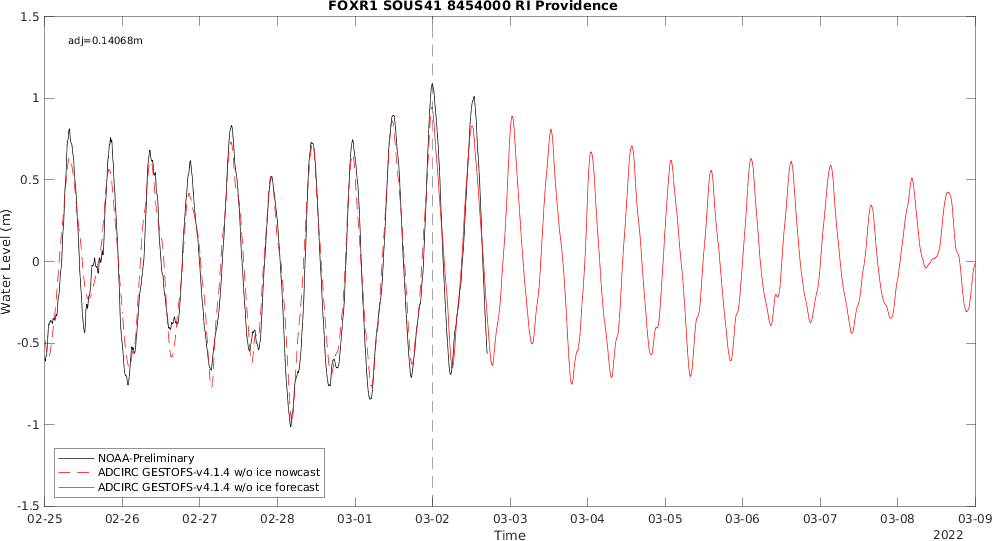 FOXR1 SOUS41 8454000 RI Providence
1.5
adj=0.14068m
1
0.5
0
-0.5
-1
-1.5
Water Level (m)
NOAA-Preliminary
ADCIRC GESTOFS-v4.1.4 w/o ice nowcast
ADCIRC GESTOFS-v4.1.4 w/o ice forecast
02-25 02-26 02-27 02-28 03-01 03-02 03-03 03-04 03-05 03-06 03-07 03-08 03-09
Time
2022